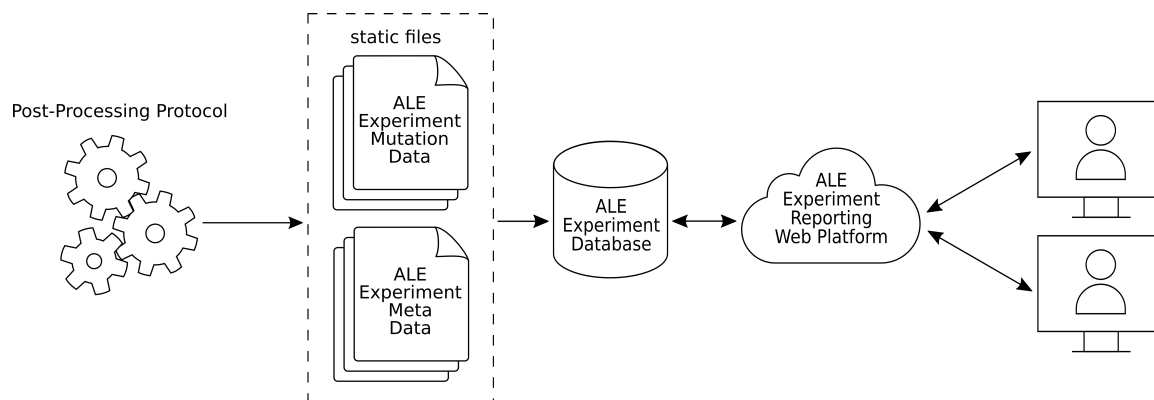 Post-Processing Protocol
static files
ALE
Experiment
Mutation
Data
ALE
Experiment
Meta
Data
ALE
Experiment
Database
ALE
Experiment
Reporting
Web Platform